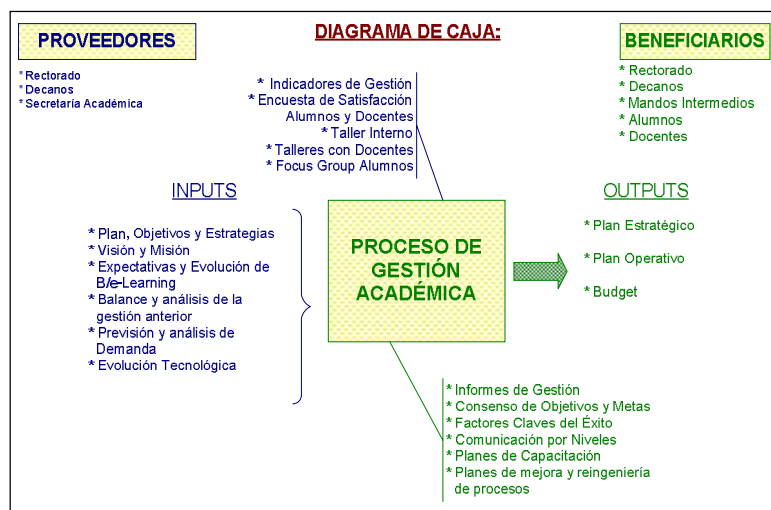 DIAGRAMA DE CAJA:
PROVEEDORES
* Rectorado
* Decanos
* Secretaría Académica
BENEFICIARIOS
* Rectorado
* Decanos
* Mandos Intermedios
* Alumnos
* Docentes
* Indicadores de Gestión
* Encuesta de Satisfacción
Alumnos y Docentes
* Taller Interno
* Talleres con Docentes
* Focus Group Alumnos
INPUTS
* Plan, Objetivos y Estrategias
* Visión y Misión
* Expectativas y Evolución de
B/e-Learning
* Balance y análisis de la
gestión anterior
* Previsión y análisis de
Demanda
* Evolución Tecnológica
PROCESO DE
GESTIÓN
ACADÉMICA
OUTPUTS
* Plan Estratégico
* Plan Operativo
* Budget
* Informes de Gestión
* Consenso de Objetivos y Metas
* Factores Claves del Éxito
* Comunicación por Niveles
* Planes de Capacitación
* Planes de mejora y reingeniería
de procesos